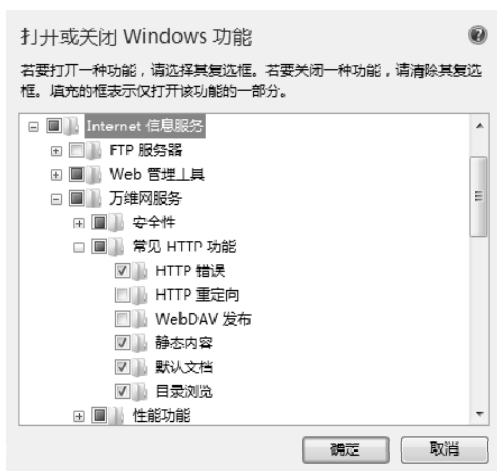 打开或关闭 Windows 功能
若要打开一种功能，请选择其复选框。若要关闭一种功能，请清除其复选
框。填充的框表示仅打开该功能的一部分。
Internet 信息服务
FTP 服务器
Web 管理工具
万维网服务
安全性
常见 HTTP 功能
HTTP 错误
HTTP 重定向
WebDAV 发布
静态内容
默认文档
目录浏览
性能功能
确定
取消